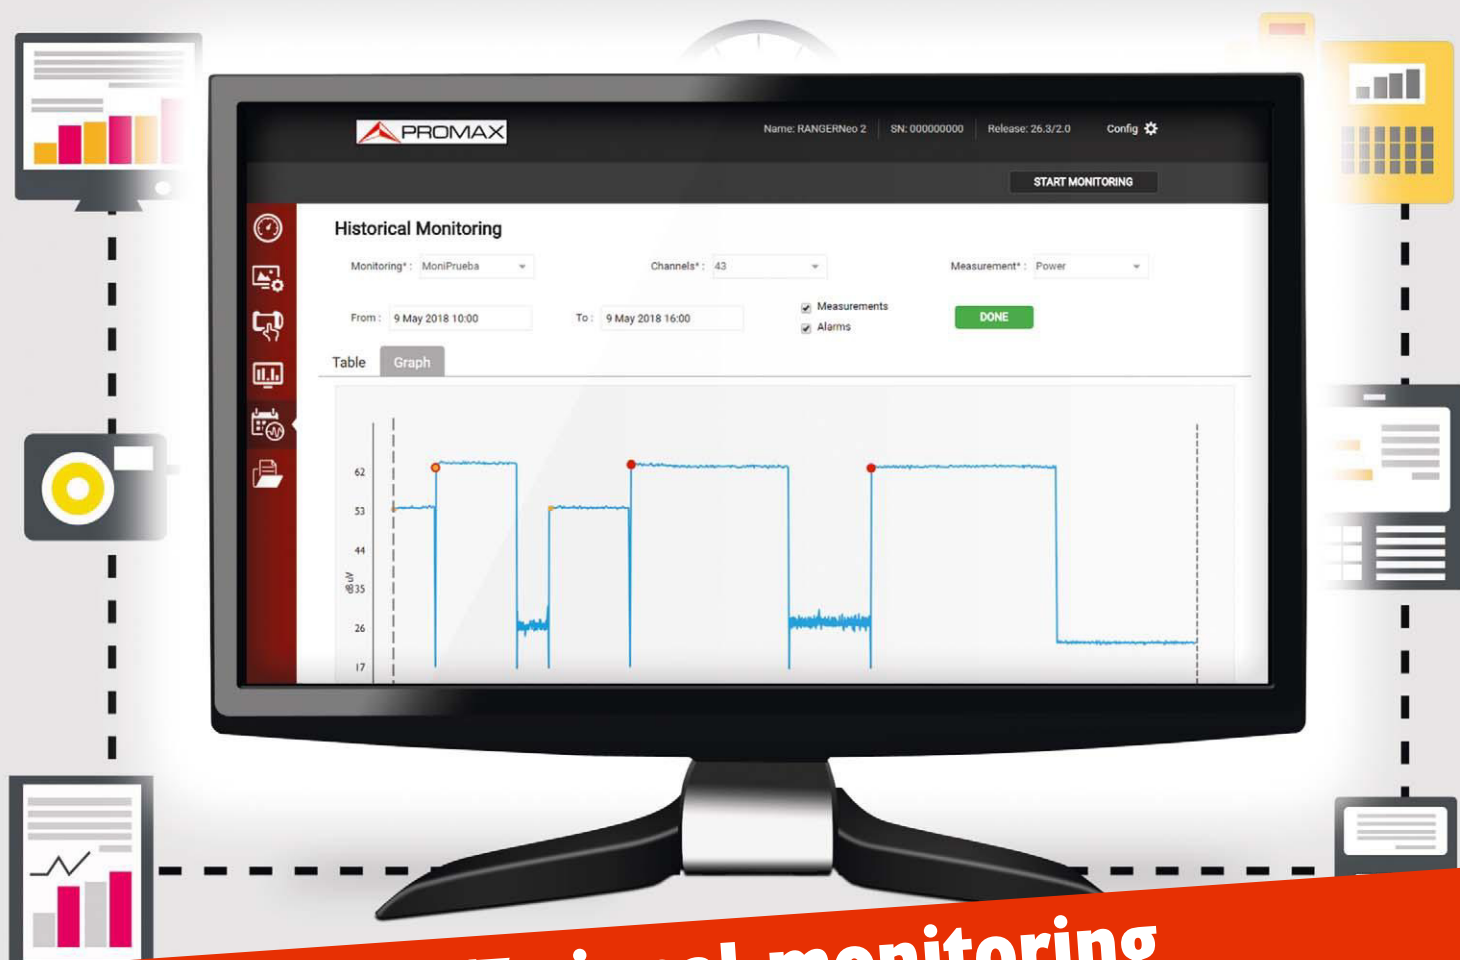 PROMAX
Name: RANGERNeo 2 SN: 000000000 Release: 26.3/2.0 Config
START MONITORING
Historical Monitoring
Monitoring* : MoniPrueba Channels* : 43 Measurement* : Power
From : 9 May 2018 10:00 To : 9 May 2018 16:00
Measurements
Alarms
DONE
Table Graph
62
53
44
dBuV
35
26
17
signal monitoring